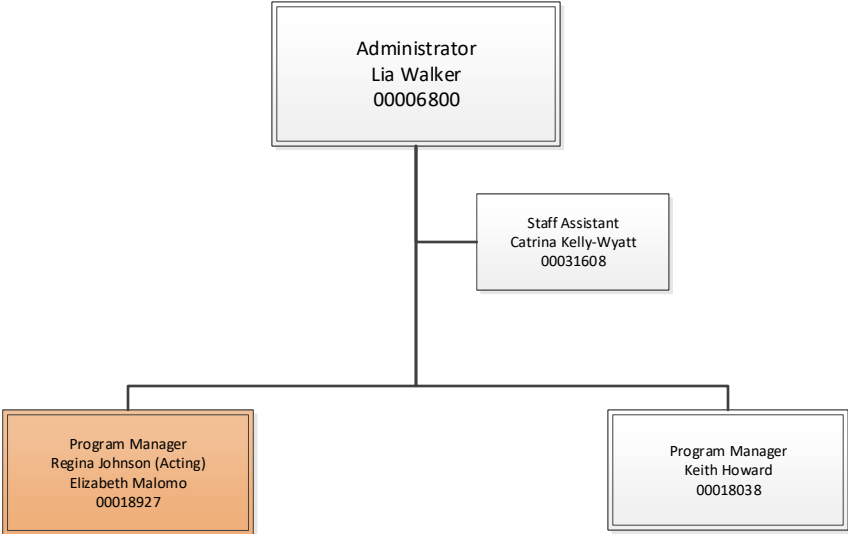 Administrator
Lia Walker
00006800
Staff Assistant
Catrina Kelly-Wyatt
00031608
Program Manager
Regina Johnson (Acting)
Elizabeth Malomo
00018927
Program Manager
Keith Howard
00018038